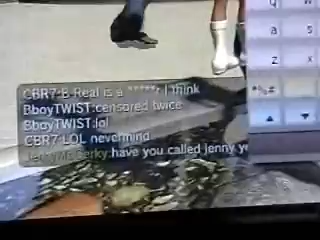 q w
a s
z x
*%#
CBR7:B-Real is a *****r I think
BboyTWIST:censored twice
BboyTWIST:lol
CBR7:LOL nevermind
have you called jenny